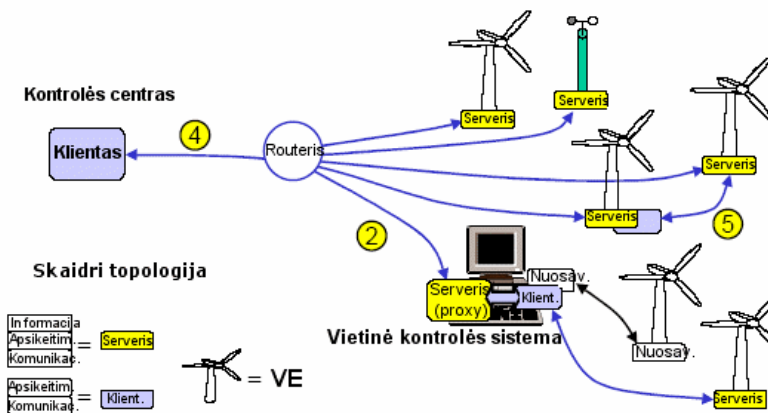 Serveris
Serveris
Kontrolės centras
4
Klientas
Routeris
Serveris
Serveris
5
2
Skaidri topologija
Nuosav.
Serveris
(proxy)
Klient.
Vietinė kontrolės sistema
Nuosav.
Informacija
Apsikeitim.
Komunikac.
= Serveris
Apsikeitim.
Komunikac.
= Klient.
= VE
Serveris